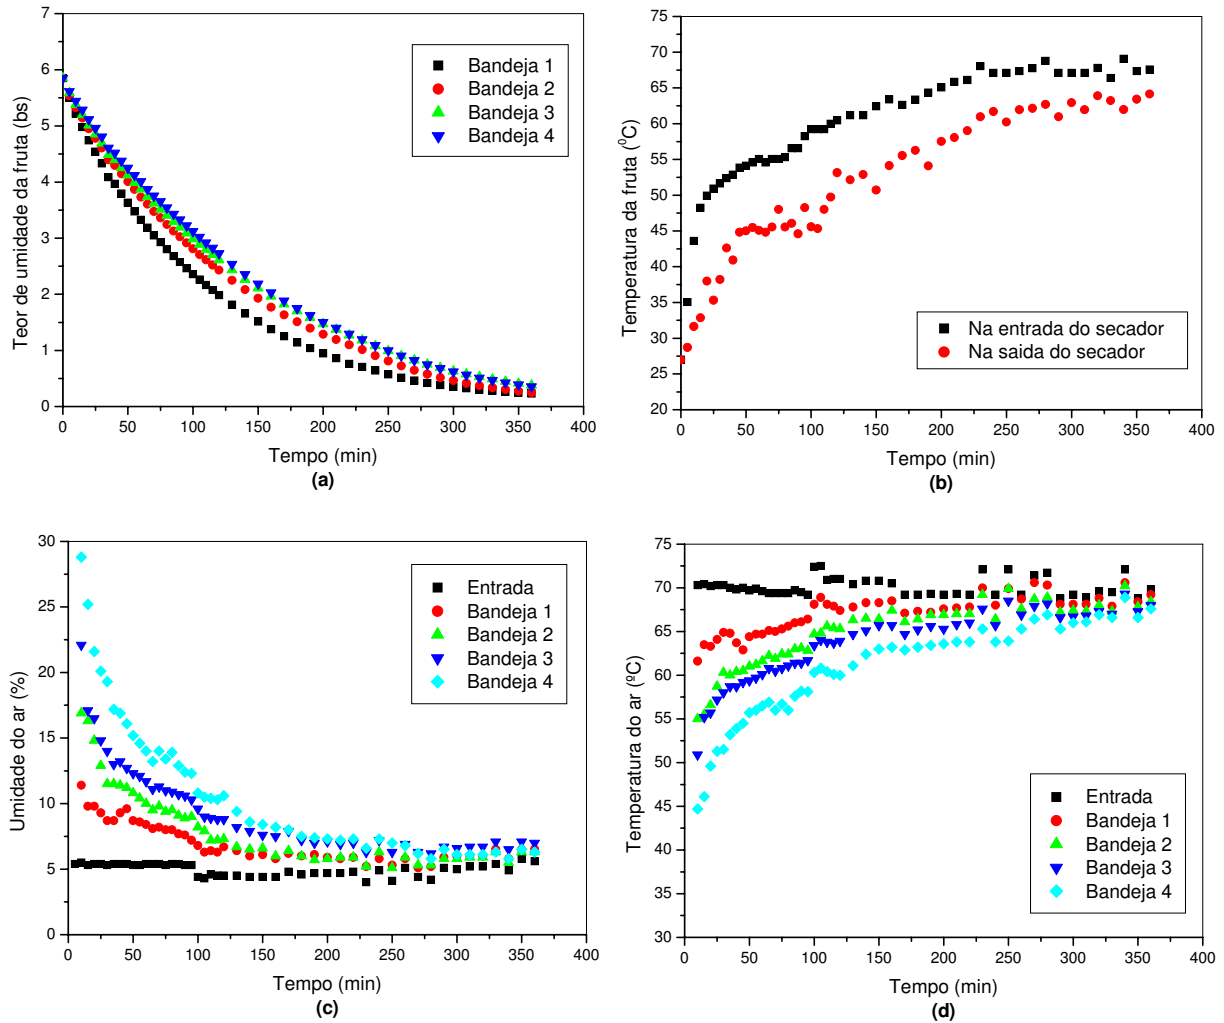 7
6
5
4
3
2
1
0
Teor de umidade da fruta (bs)
Bandeja 1
Bandeja 2
Bandeja 3
Bandeja 4
0 50 100 150 200 250 300 350 400
Tempo (min)
(a)
75
70
65
60
55
50
45
40
35
30
25
20
Temperatura da fruta (⁰C)
Na entrada do secador
Na saida do secador
0 50 100 150 200 250 300 350 400
Tempo (min)
(b)
30
25
20
15
10
5
0
Umidade do ar (%)
Entrada
Bandeja 1
Bandeja 2
Bandeja 3
Bandeja 4
0 50 100 150 200 250 300 350 400
Tempo (min)
(c)
75
70
65
60
55
50
45
40
35
30
Temperatura do ar (ºC)
Entrada
Bandeja 1
Bandeja 2
Bandeja 3
Bandeja 4
0 50 100 150 200 250 300 350 400
Tempo (min)
(d)